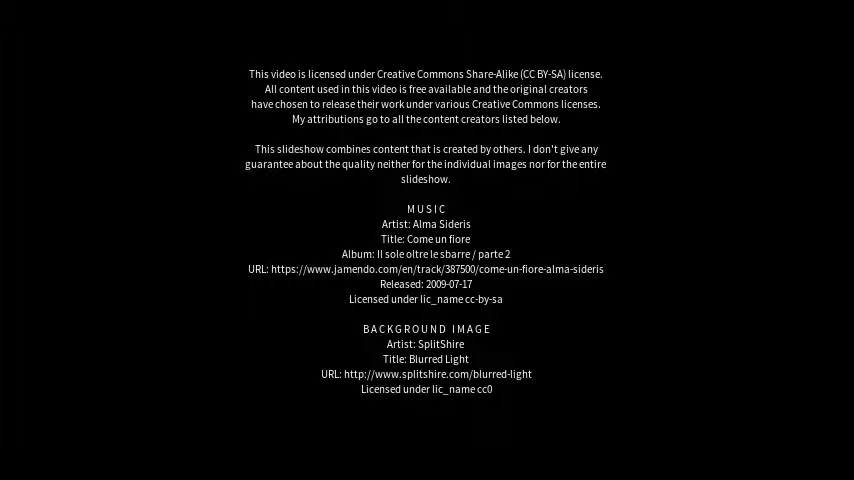 This video is licensed under Creative Commons Share-Alike (CC BY-SA) license.
All content used in this video is free available and the original creators
have chosen to release their work under various Creative Commons licenses.
My attributions go to all the content creators listed below.
This slideshow combines content that is created by others. I don't give any
guarantee about the quality neither for the individual images nor for the entire
slideshow.
MUSIC
Artist: Alma Sideris
Title: Come un fiore
Album: Il sole oltre le sbarre / parte 2
URL: https://www.jamendo.com/en/track/387500/come-un-fiore-alma-sideris
Released: 2009-07-17
Licensed under lic_name cc-by-sa
BACKGROUND IMAGE
Artist: SplitShire
Title: Blurred Light
URL: http://www.splitshire.com/blurred-light
Licensed under lic_name cc0